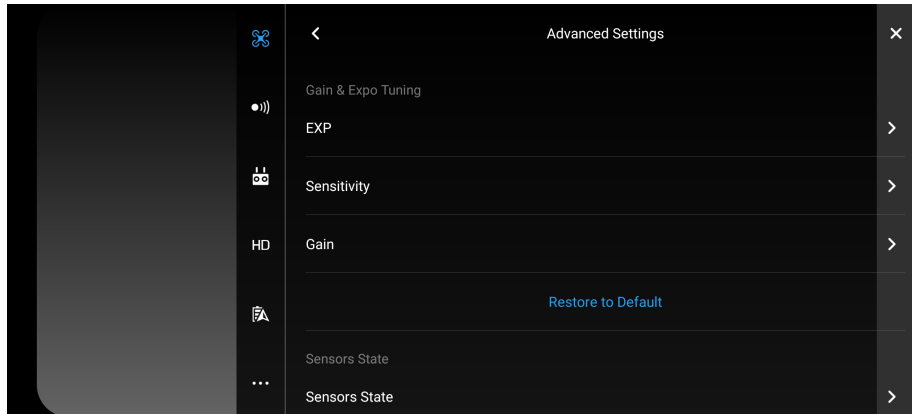 Advanced Settings
Gain & Expo Tuning
EXP
Sensitivity
HD
Gain
Restore to Default
Sensors State
Sensors State